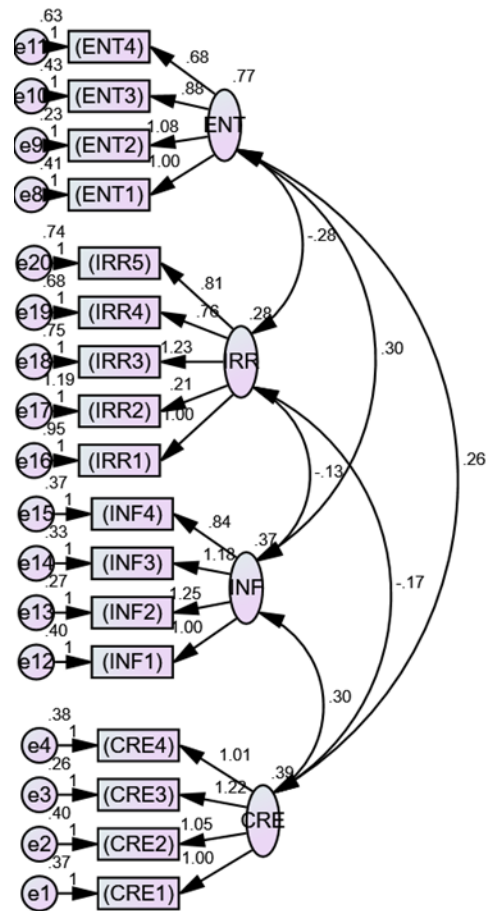 .63
e11 1 (ENT4) .68 .77
.43
e10 1 (ENT3) .88
.23
e9 1 (ENT2) 1.08 ENT
.41
e8 1 (ENT1) 1.00
-.28
.74
e20 1 (IRR5) .81
.68
e19 1 (IRR4) .76 .28
.75
e18 1 (IRR3) 1.23 IRR
1.19
e17 1 (IRR2) .21
.95
e16 1 (IRR1) 1.00
.30
.26
-.13
.37
e15 1 (INF4) .84 .37
.33
e14 1 (INF3) 1.18
.27
e13 1 (INF2) 1.25 INF
.40
e12 1 (INF1) 1.00
-.17
.30
.38
e4 1 (CRE4) 1.01 .39
.26
e3 1 (CRE3) 1.22
.40
e2 1 (CRE2) 1.05 CRE
.37
e1 1 (CRE1) 1.00